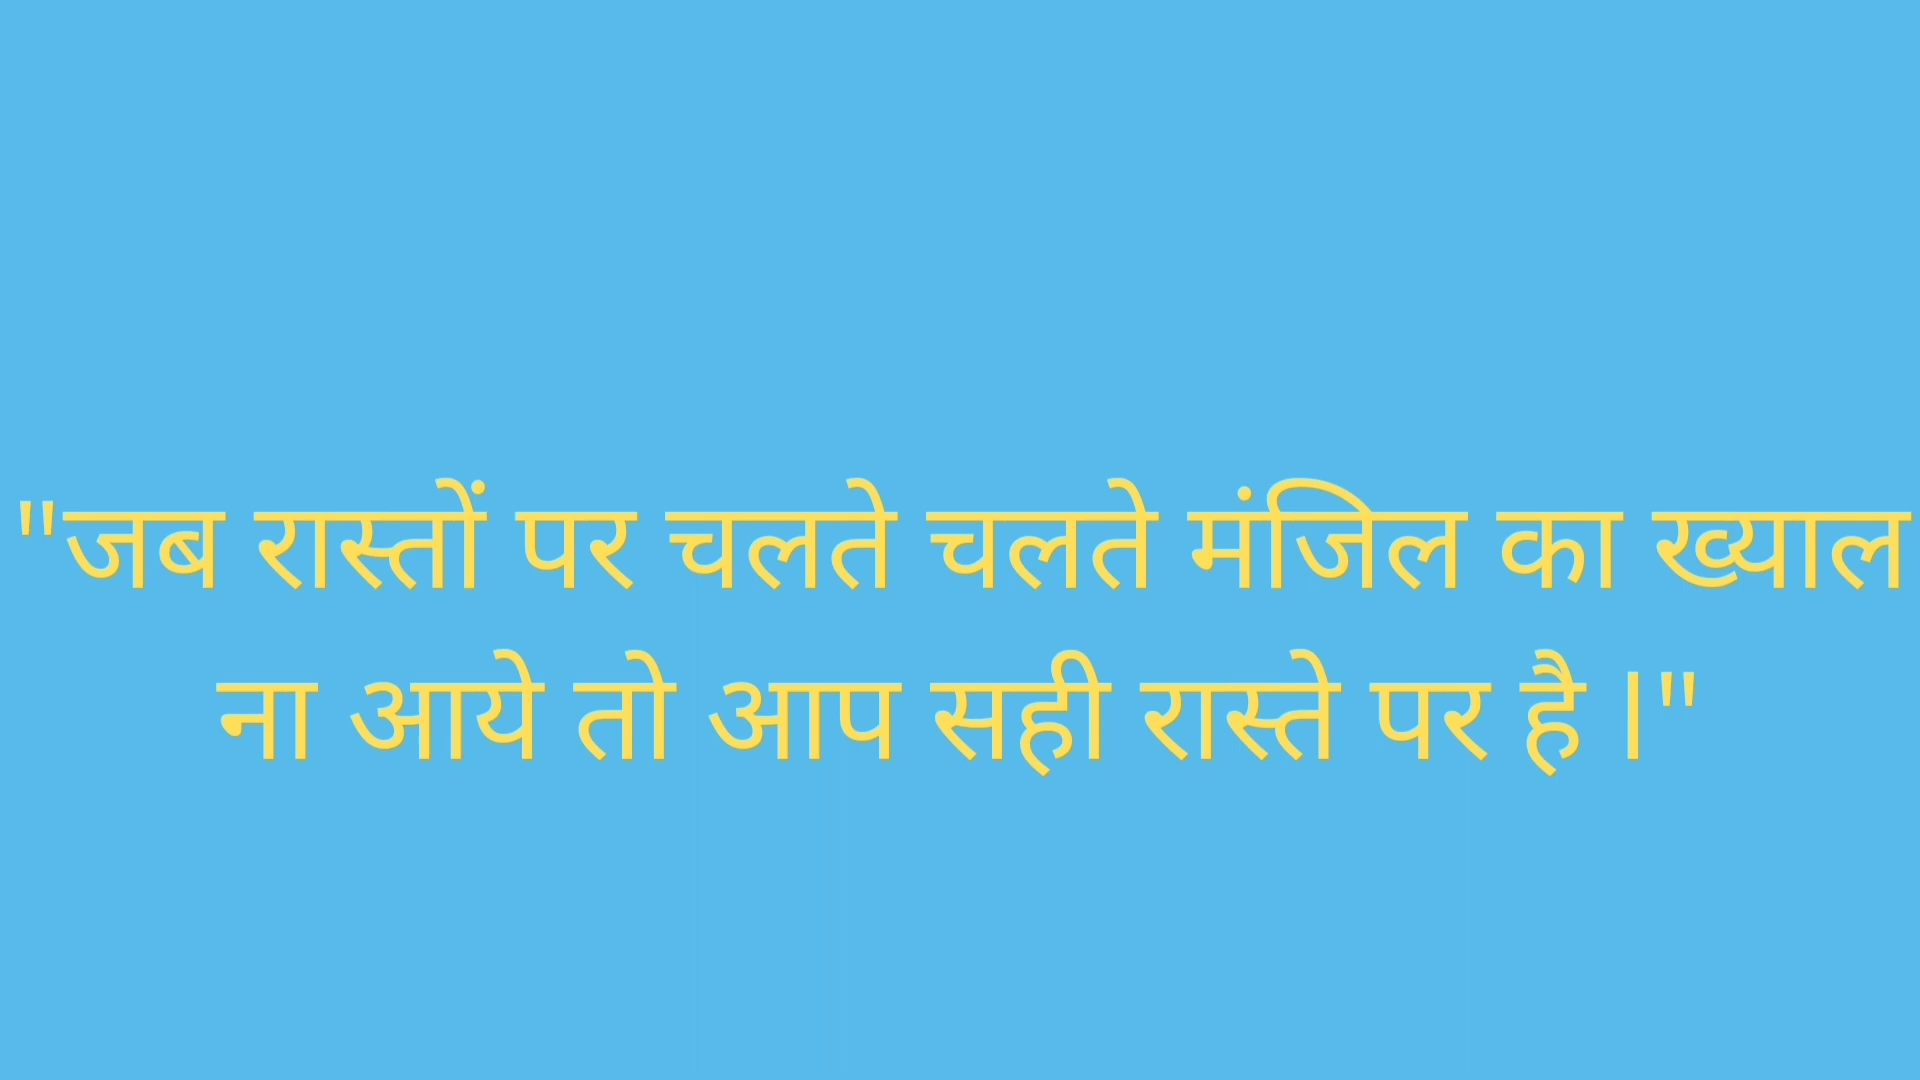 "जब रास्तों पर चलते चलते मंजिल का ख्याल
ना आये तो आप सही रास्ते पर है ।"